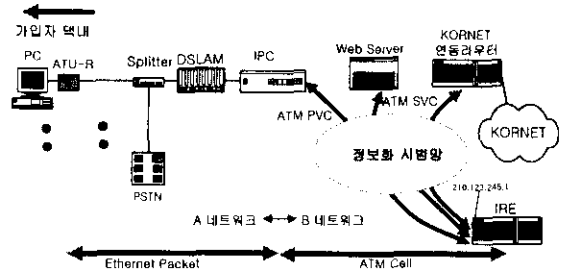 가입자 댁내
PC
ATU-R
Splitter
DSLAM
IPC
Web Server
KORNET
연동라우터
ATM PVC
ATM SVC
KORNET
정보화 시범망
PSTN
210.123.245.1
IRE
A 네트워크
B 네트워크
Ethernet Packet
ATM Cell